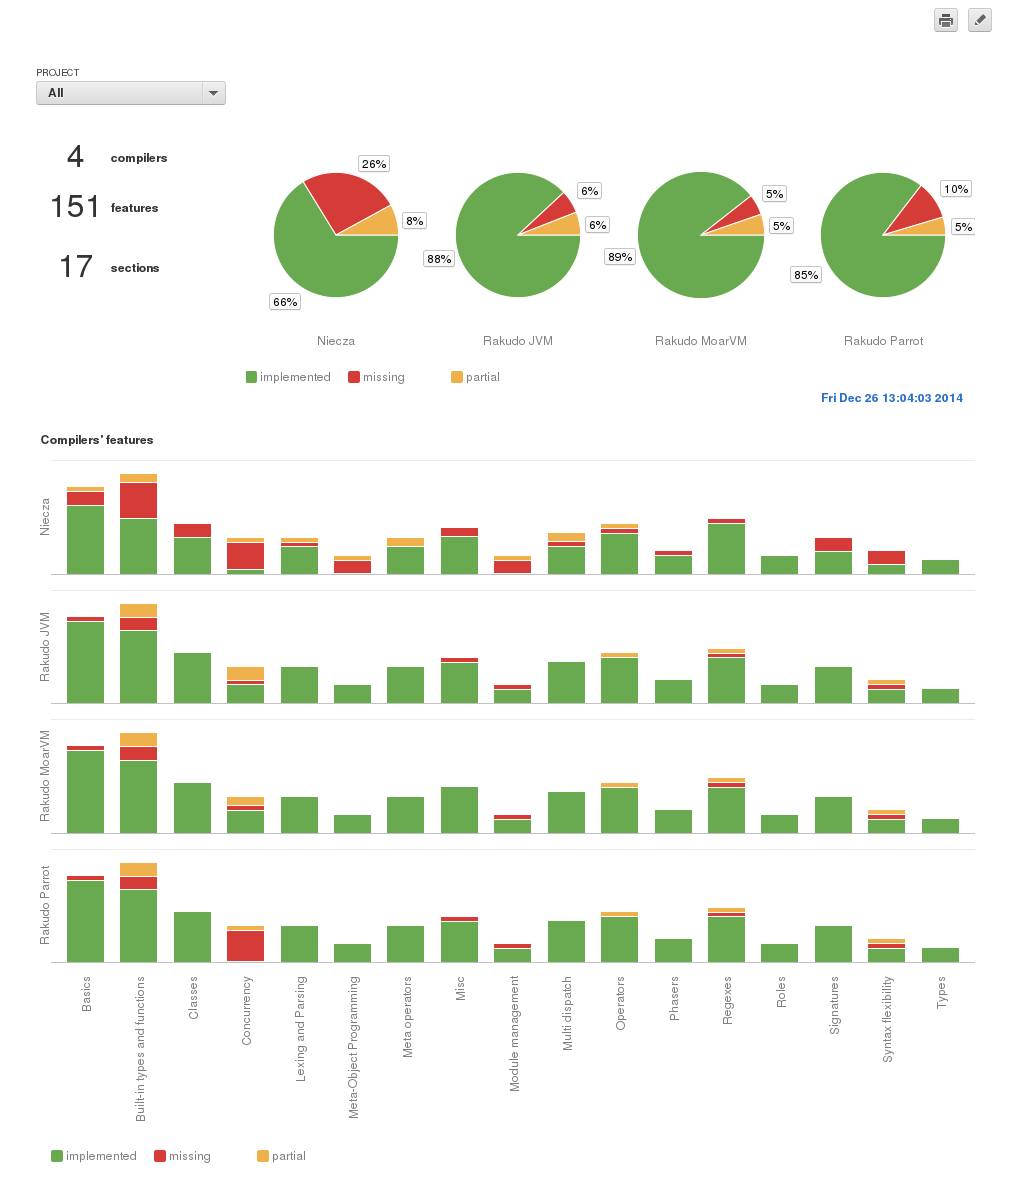 PROJECT
All
4 compilers
151 features
17 sections
26%
8%
66%
Niecza
6%
6%
88%
Rakudo JVM
5%
5%
89%
Rakudo MoarVM
10%
5%
85%
Rakudo Parrot
implemented missing partial
Fri Dec 26 13:04:03 2014
Compilers' features
Niecza
Rakudo JVM
Rakudo MoarVM
Rakudo Parrot
Basics
Built-in types and functions
Classes
Concurrency
Lexing and Parsing
Meta-Object Programming
Meta operators
Misc
Module management
Multi dispatch
Operators
Phasers
Regexes
Roles
Signatures
Syntax flexibility
Types
implemented missing partial